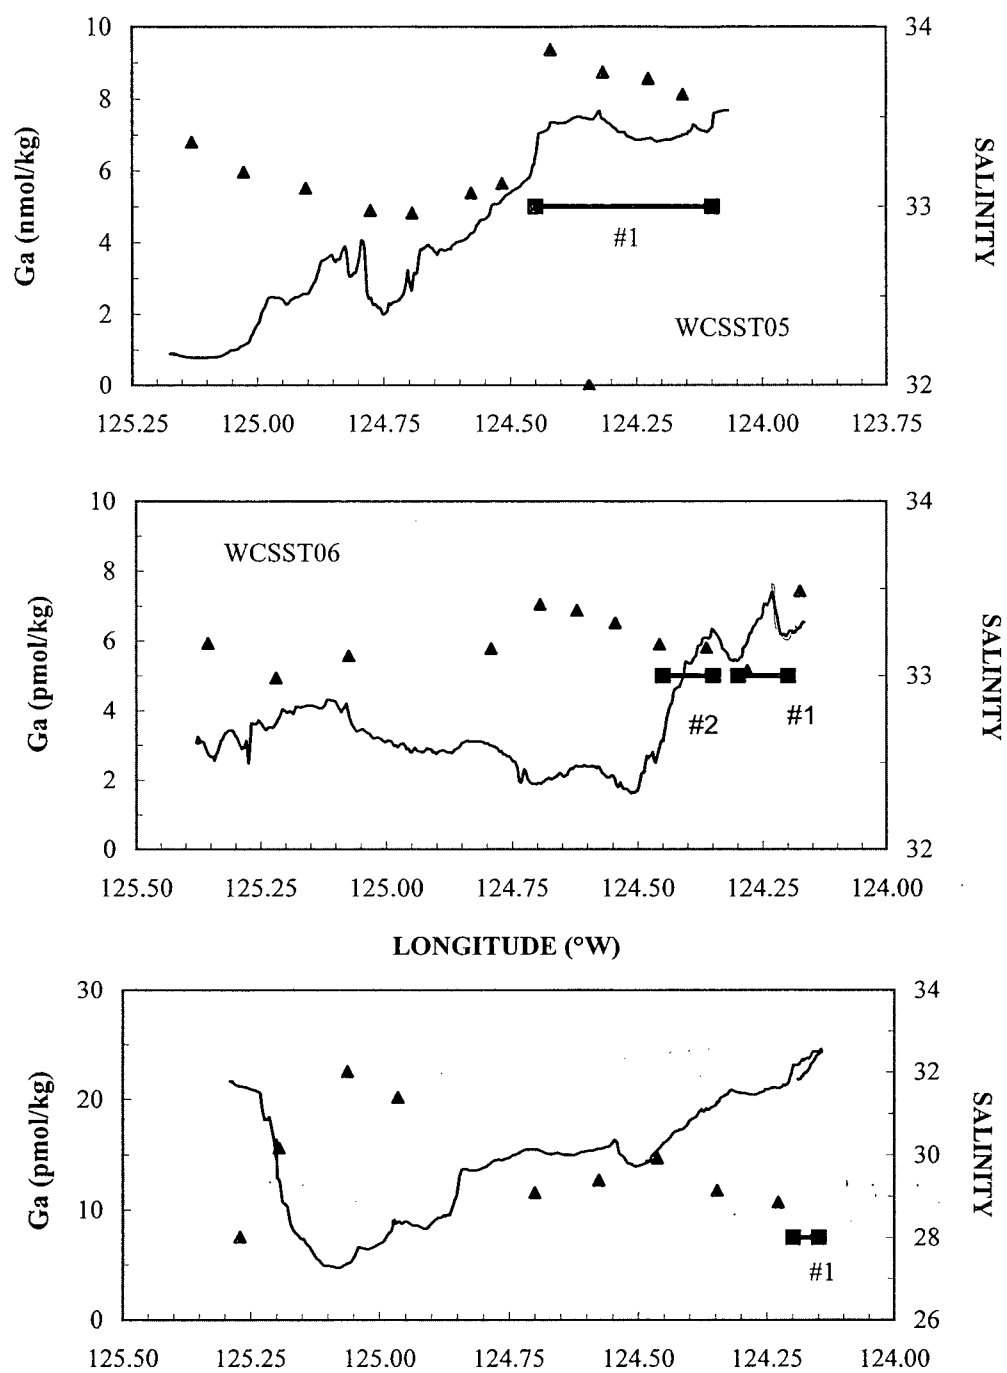 10 34
8
Ga (nmol/kg) 6 SALINITY
33
4 #1
2 WCSST05
0 32
125.25 125.00 124.75 124.50 124.25 124.00 123.75
10 34
WCSST06
8
Ga (pmol/kg) 6 SALINITY
33
4 #2 #1
2
0 32
125.50 125.25 125.00 124.75 124.50 124.25 124.00
LONGITUDE (°W)
30 34
20 32
Ga (pmol/kg) 30 SALINITY
10 28
#1
0 26
125.50 125.25 125.00 124.75 124.50 124.25 124.00